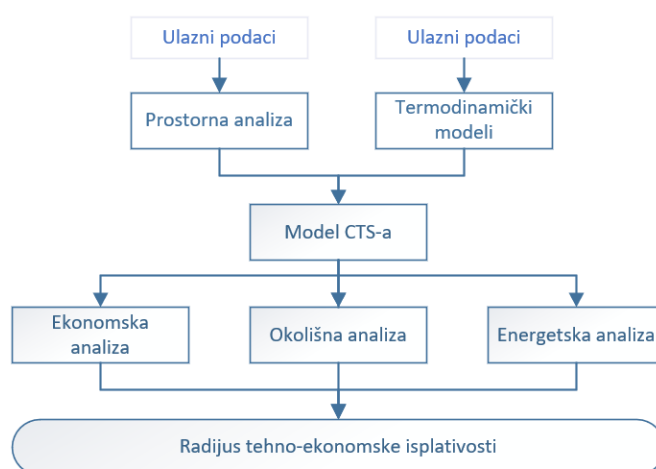 Ulazni podaci
Ulazni podaci
Prostorna analiza
Termodinamički
modeli
Model CTS-a
Ekonomska
analiza
Okolišna analiza
Energetska analiza
Radijus tehno-ekonomske isplativosti